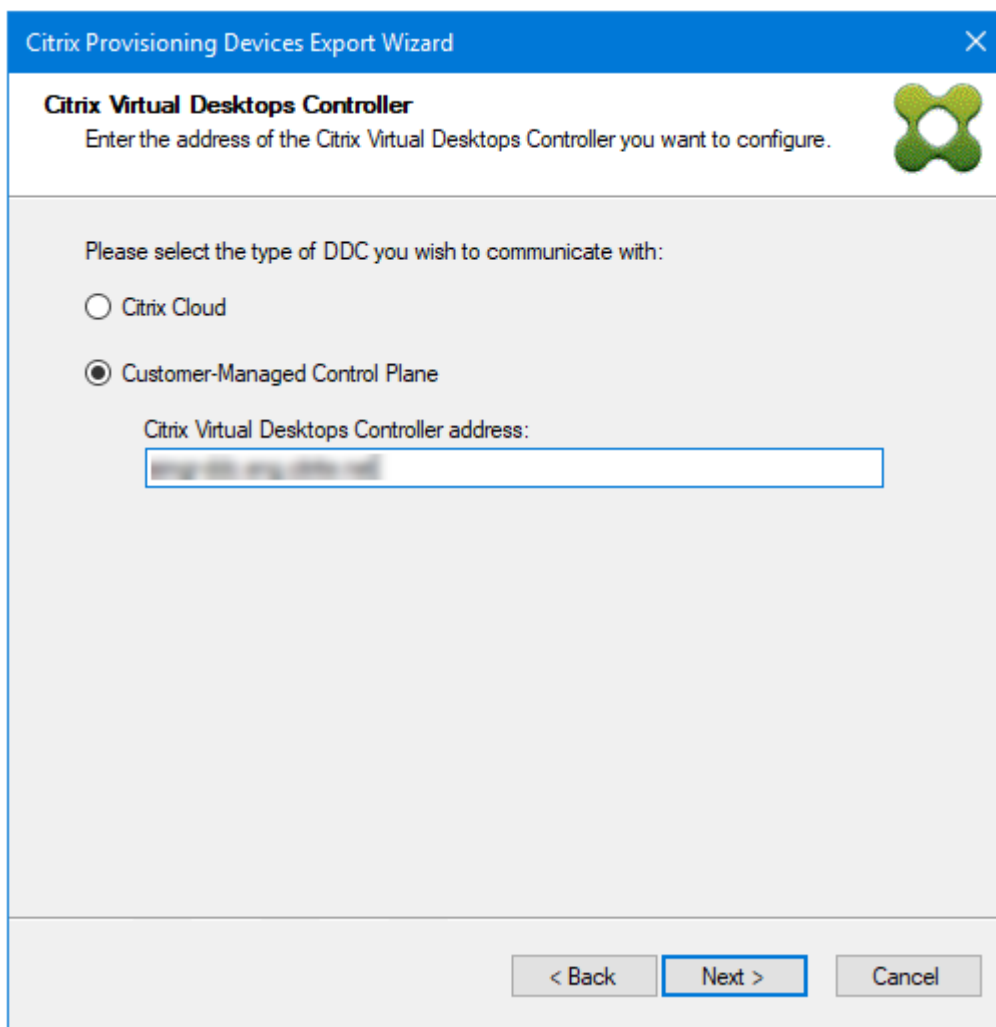 Citrix Provisioning Devices Export Wizard
Citrix Virtual Desktops Controller
Enter the address of the Citrix Virtual Desktops Controller you want to configure.
Please select the type of DDC you wish to communicate with:
Citrix Cloud
Customer-Managed Control Plane
Citrix Virtual Desktops Controller address:
< Back
Next >
Cancel